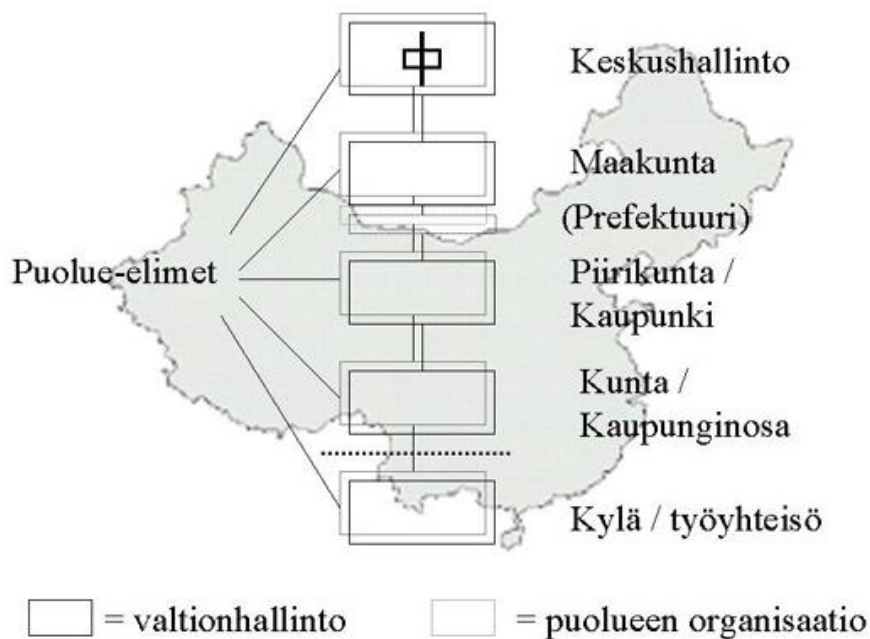 中
Keskushallinto
Maakunta
(Prefektuuri)
Puolue-elimet
Piirikunta /
Kaupunki
Kunta /
Kaupunginosa
Kylä / työyhteisö
= valtionhallinto
= puolueen organisaatio